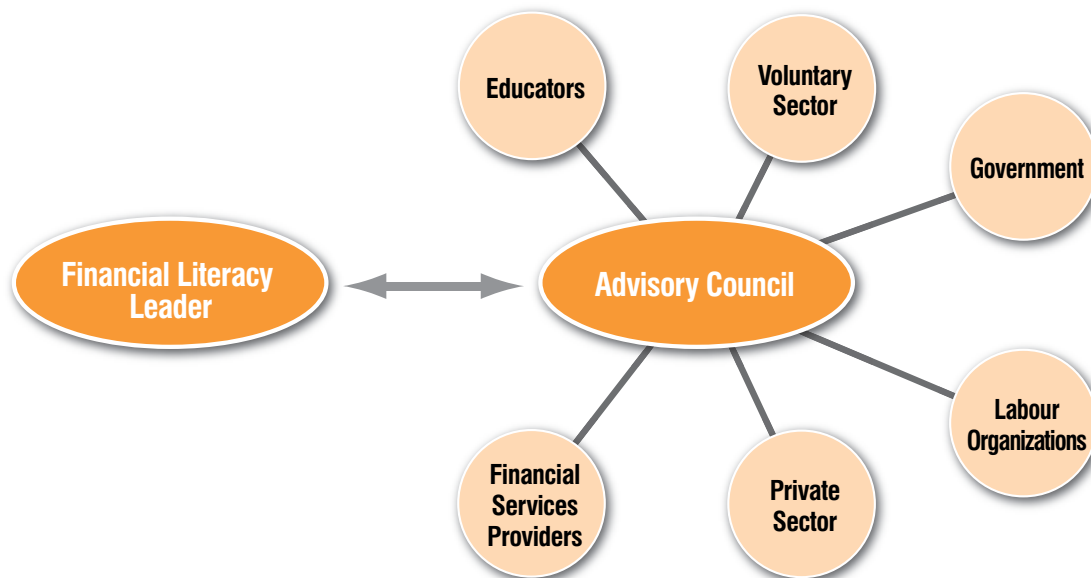 Educators
Voluntary
Sector
Government
Financial Literacy
Leader
Advisory Council
Labour
Organizations
Financial
Services
Providers
Private
Sector